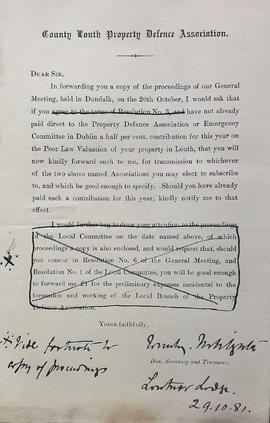 County Louth Property Defence Association.
DEAR SIR,
In forwarding you a copy of the proceedings of our General
Meeting, held in Dundalk, on the 26th October, I would ask that if
you agree to the terms of Resolution No. 3, and have not already
paid direct to the Property Defence Association or Emergency
Committee in Dublin a half per cent. contribution for this year on
the Poor Law Valuation of your property in Louth, that you will
now kindly forward such to me, for transmission to whichever
of the two above named Associations you may elect to subscribe
to, and which be good enough to specify. Should you have already
paid such a contribution for this year, kindly notify me to that
effect.
I would further beg to draw your attention to the proceedings
of the Local Committee on the date named above, of which
proceedings a copy is also enclosed, and would request that, should
you concur in Resolution No. 6 of the General Meeting, and
Resolution No. 1 of the Local Committee, you will be good enough
to forward me £1 for the preliminary expenses incidental to the
formation and working of the Local Branch of the Property
Defence Association.
Yours faithfully,
Vide footnote to
copy of proceedings
Hon. Secretary and Treasurer.
Lodge
29.10.81.